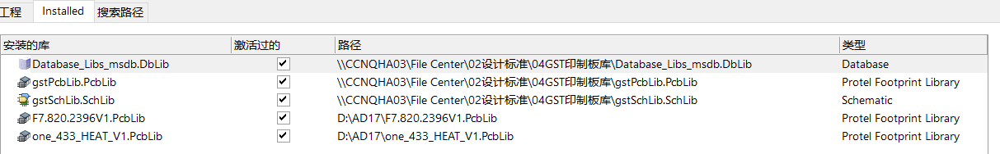 工程 Installed 搜索路径
安装的库 激活过的 路径 类型
Database_Libs_msdb.DbLib \\CCNQHA03\File Center\02设计标准\04GST印制板库\Database_Libs_msdb.DbLib Database
gstPcbLib.PcbLib \\CCNQHA03\File Center\02设计标准\04GST印制板库\gstPcbLib.PcbLib Protel Footprint Library
gstSchLib.SchLib \\CCNQHA03\File Center\02设计标准\04GST印制板库\gstSchLib.SchLib Schematic
F7.820.2396V1.PcbLib D:\AD17\F7.820.2396V1.PcbLib Protel Footprint Library
one_433_HEAT_V1.PcbLib D:\AD17\one_433_HEAT_V1.PcbLib Protel Footprint Library